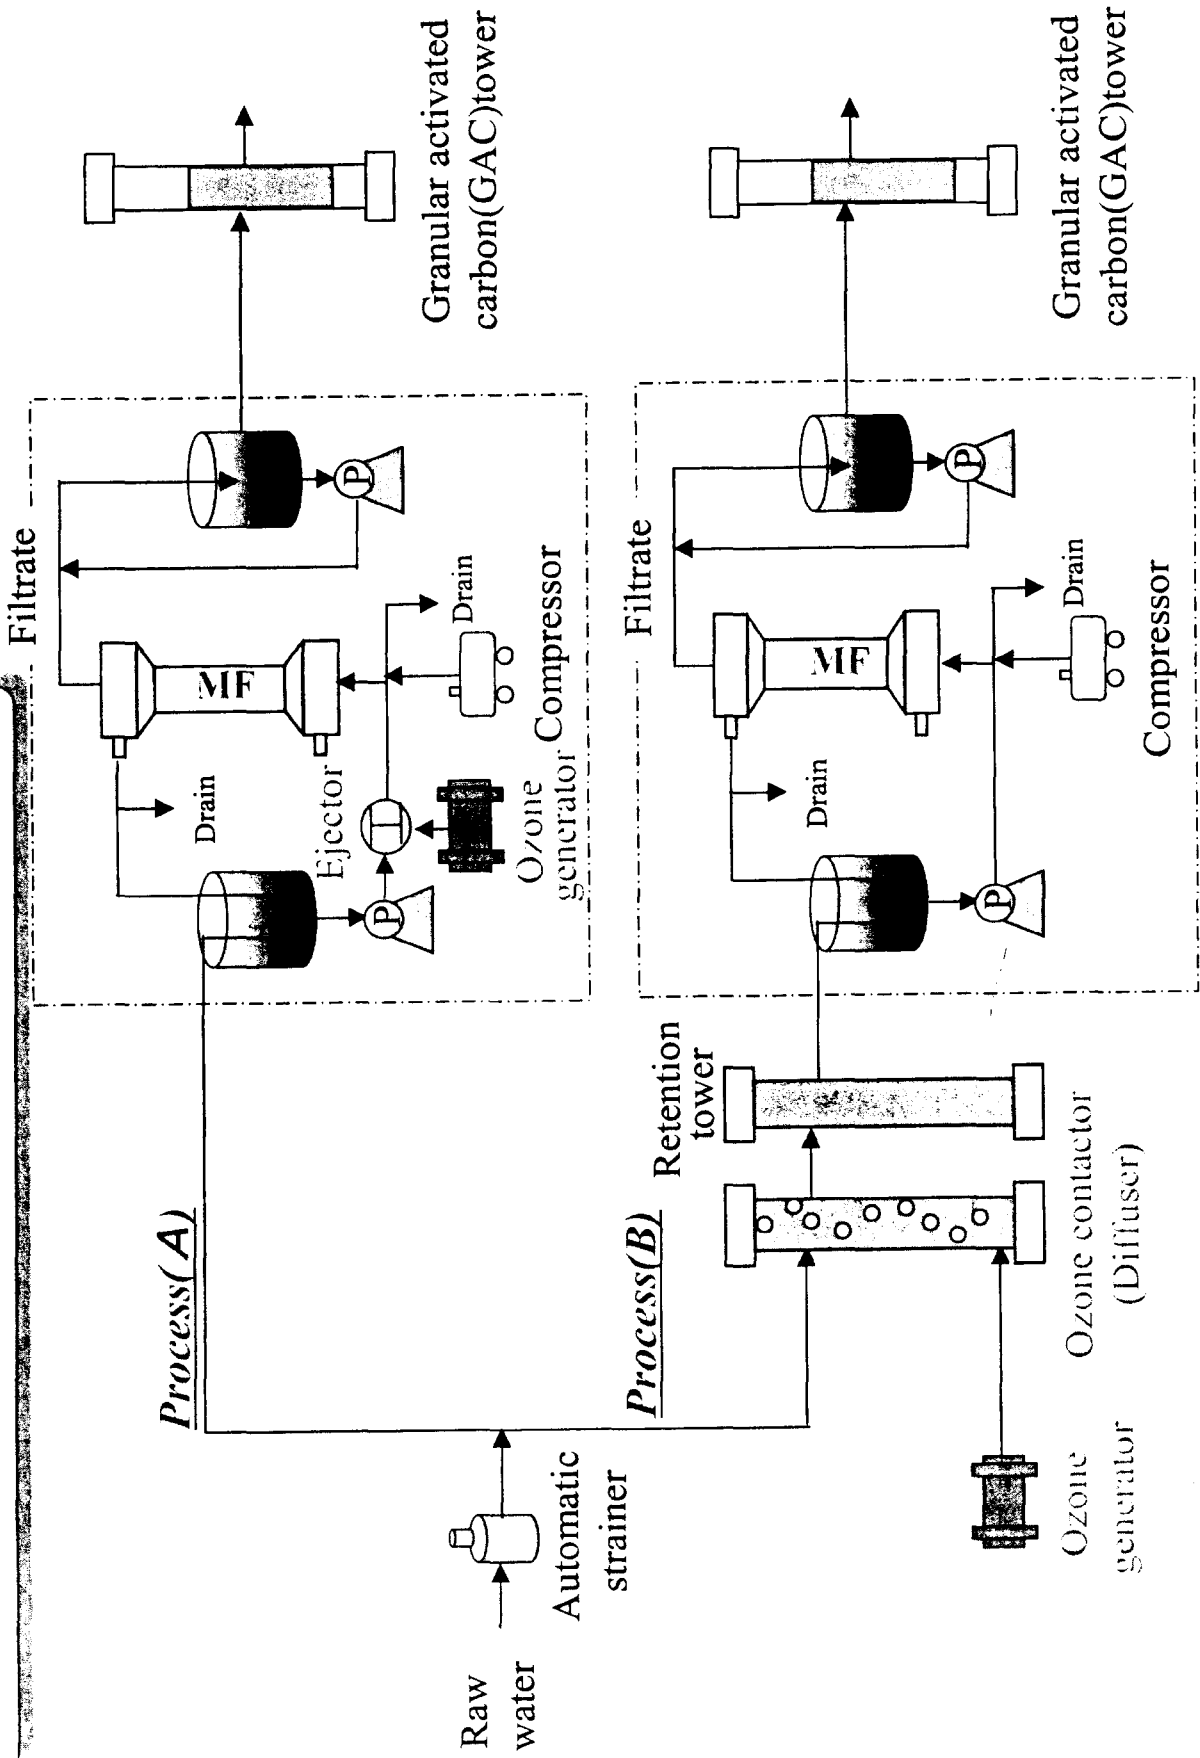 Raw
water
Automatic
strainer
Process(A)
Drain
P
Ejector
Ozone
generator
MF
Drain
Compressor
Filtrate
P
Granular activated
carbon(GAC)tower
Process(B)
Ozone
generator
Ozone contactor
(Diffuser)
Retention
tower
P
Drain
MF
Drain
Compressor
Filtrate
P
Granular activated
carbon(GAC)tower